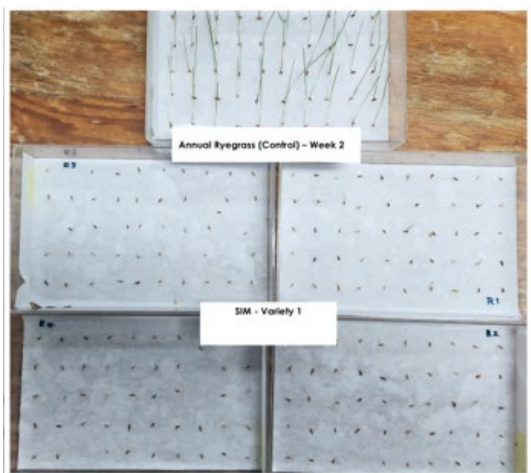 Annual Ryegrass (Control) – Week 2
R3
R1
SIM - Variety 1
R4
R2